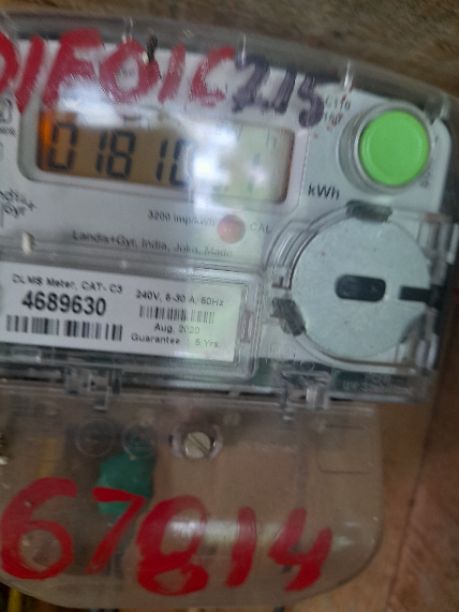 01F01C215
kWh
3200 imp/kWh
CAL
Landis+Gyr, India, Joka, Made
DLMS Meter, CAT- C3
4689630
240V, 5-30 A, 50Hz
Aug. 2020
Guarantee 5 Yrs.
67814